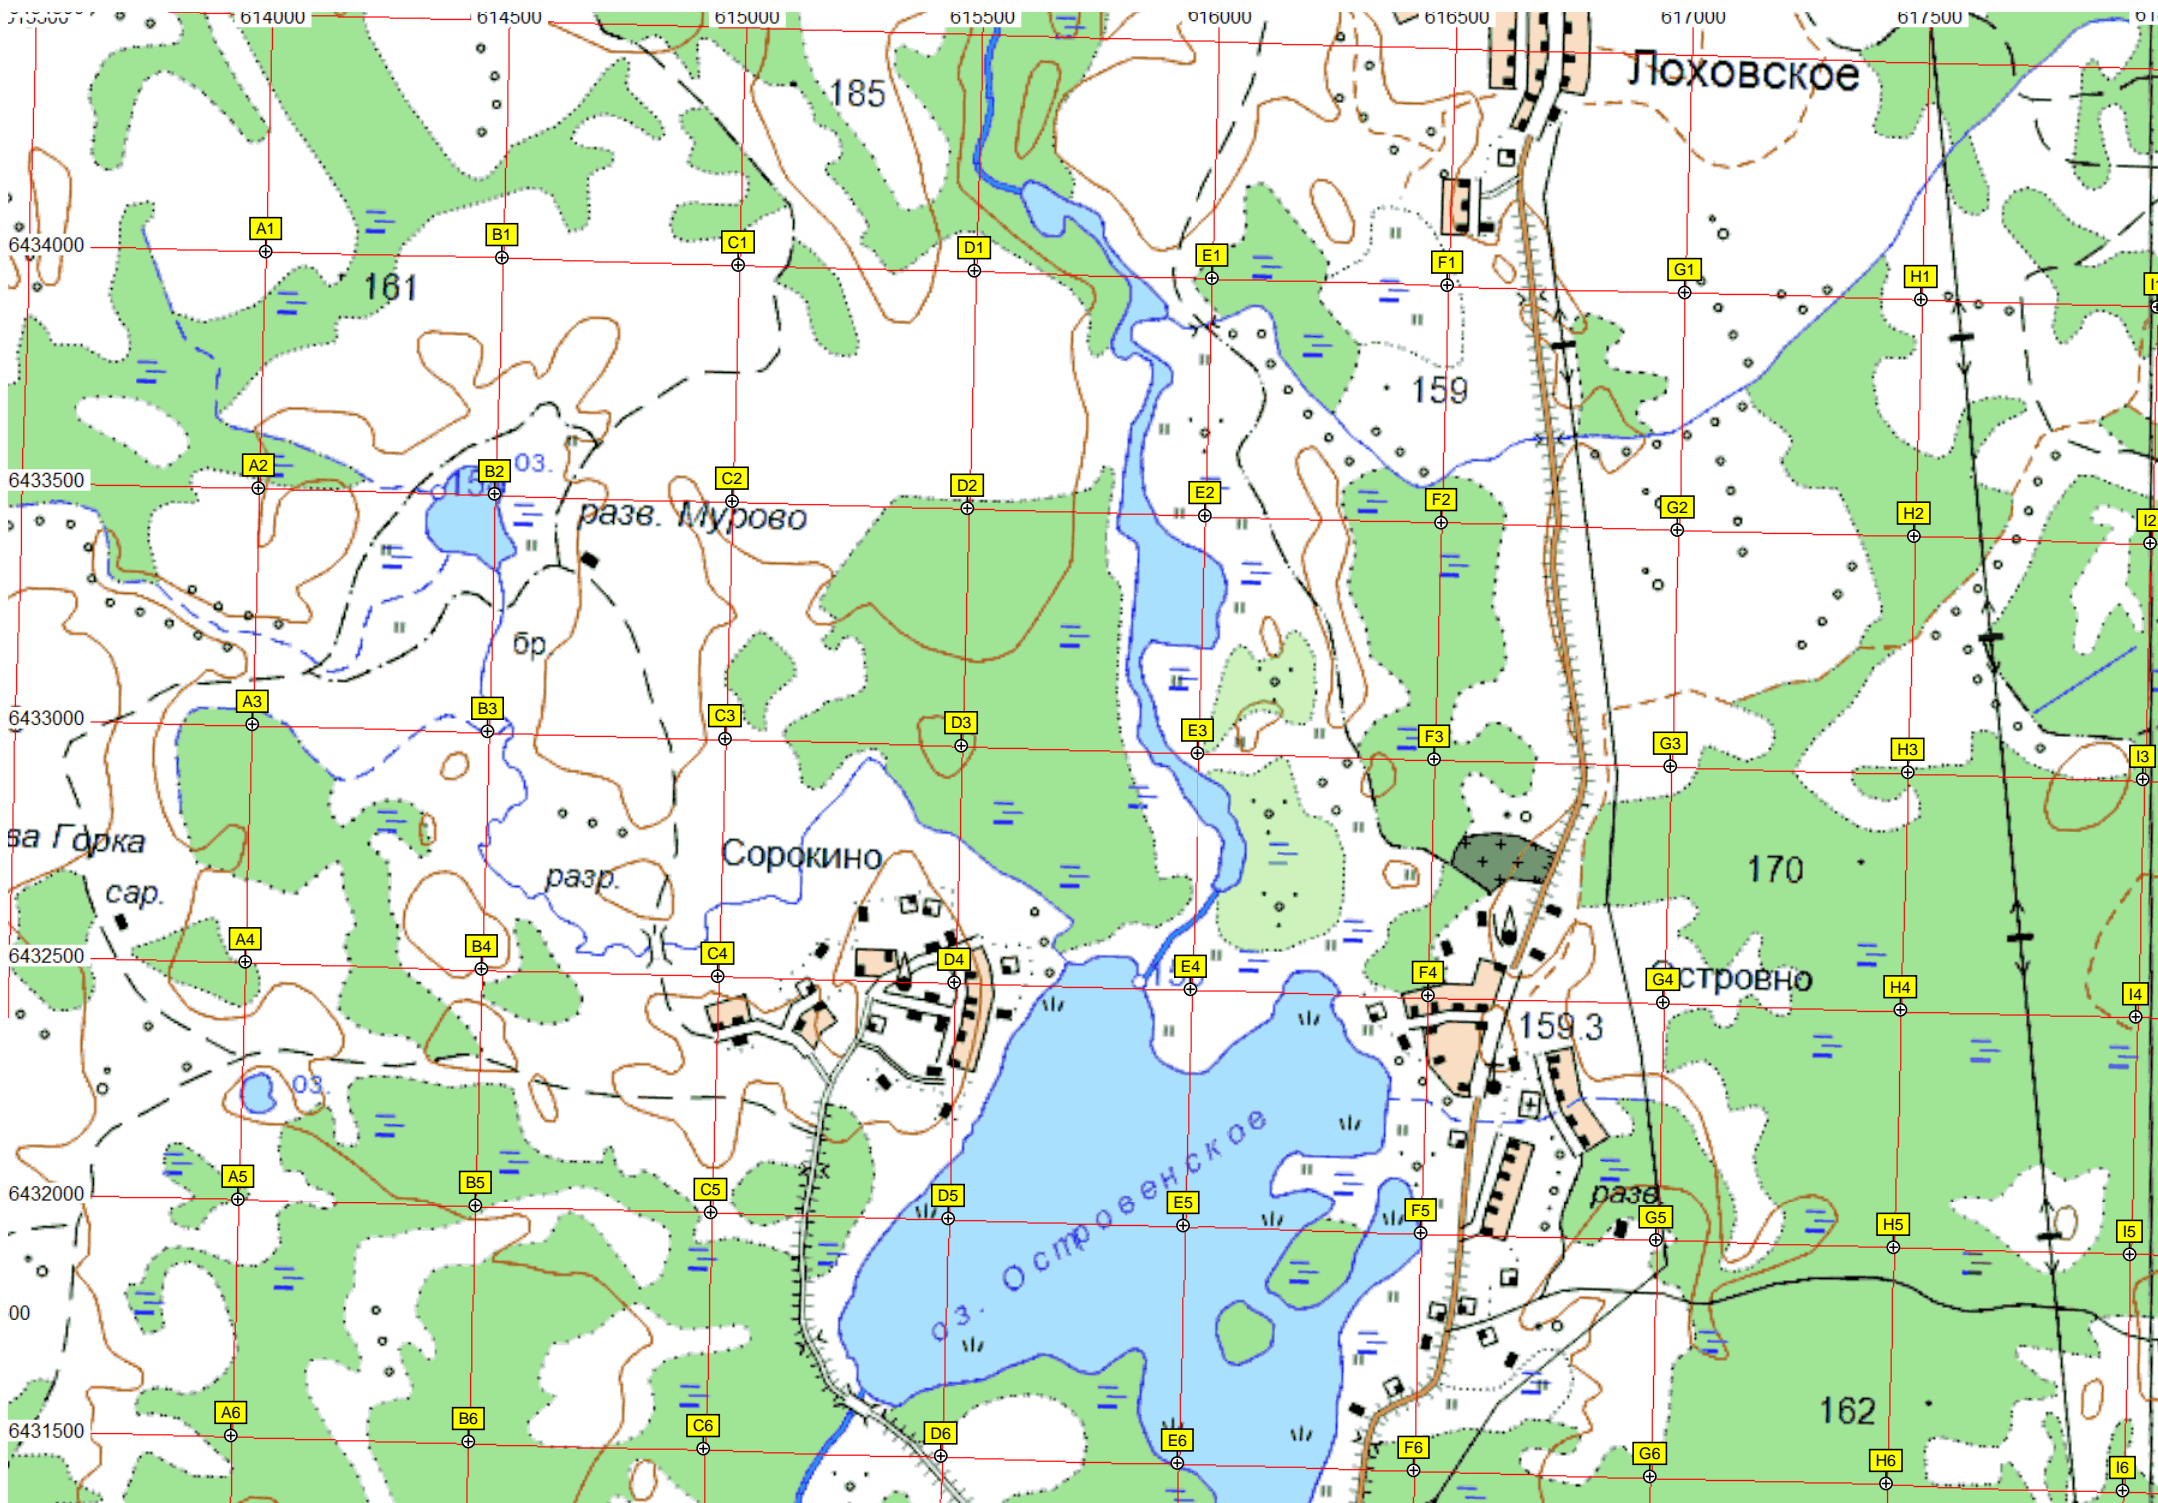 614000 614500 615000 615500 616000 616500 617000 617500
Лоховское
185
A1 B1 C1 D1 E1 F1 G1 H1
6434000
161
159
A2 B2 C2 D2 E2 F2 G2 H2 I2
оз.
6433500
разв. Мурово
бр
A3 B3 C3 D3 E3 F3 G3 H3 I3
6433000
ва Горка
Сорокино
разр.
170
сар.
A4 B4 C4 D4 E4 F4 G4 H4 I4
6432500
стровно
159.3
оз.
A5 B5 C5 D5 E5 F5 G5 H5 I5
6432000
разв.
оз. Островенское
00
162
A6 B6 C6 D6 E6 F6 G6 H6 I6
6431500